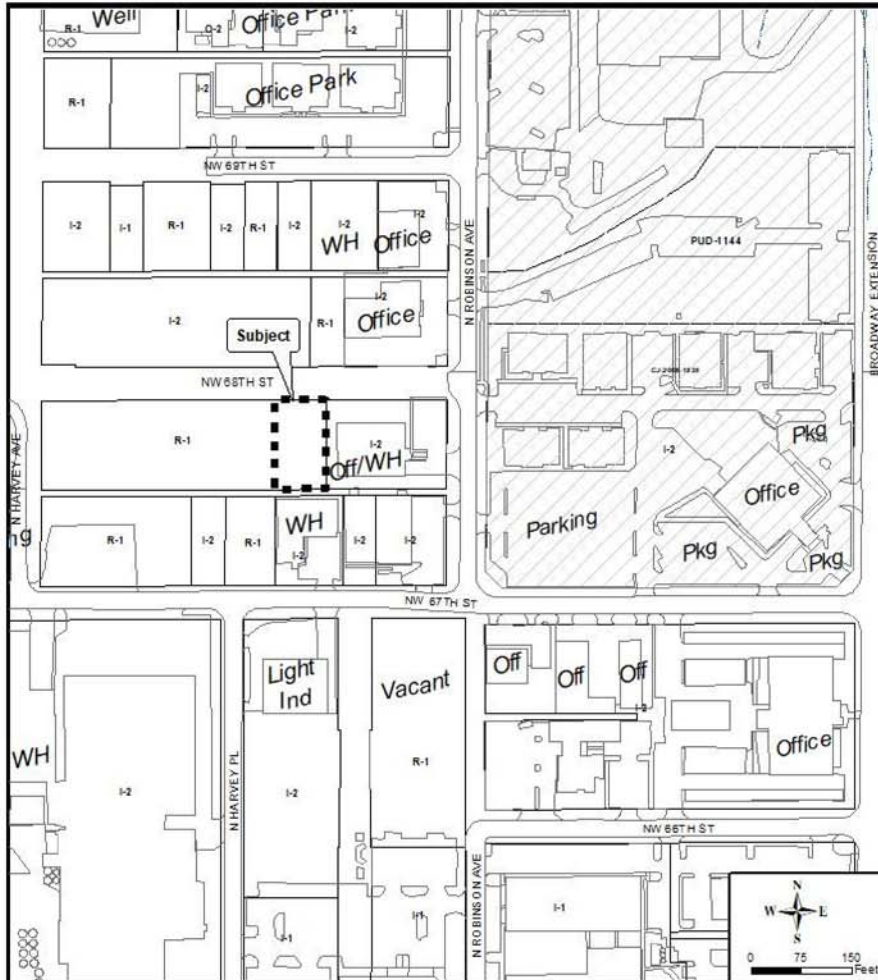 Well
R-1
O-2
Office Park
I-2
R-1
I-2
Office Park
NW 69TH ST
I-2
I-1
R-1
I-2
R-1
I-2
I-2
WH
I-2
Office
N ROBINSON AVE
PUD-1144
BROADWAY EXTENSION
I-2
R-1
I-2
Office
Subject
NW 68TH ST
N HARVEY AVE
R-1
I-2
Off/WH
I-2
Pkg
Office
Parking
Pkg
Pkg
ng
R-1
I-2
R-1
WH
I-2
I-2
I-2
NW 67TH ST
Light
Ind
Vacant
Off
Off
Off
I-2
Office
WH
I-2
N HARVEY PL
I-2
R-1
NW 66TH ST
N ROBINSON AVE
I-1
I-1
I-1
N
W E
S
0 75 150
Feet